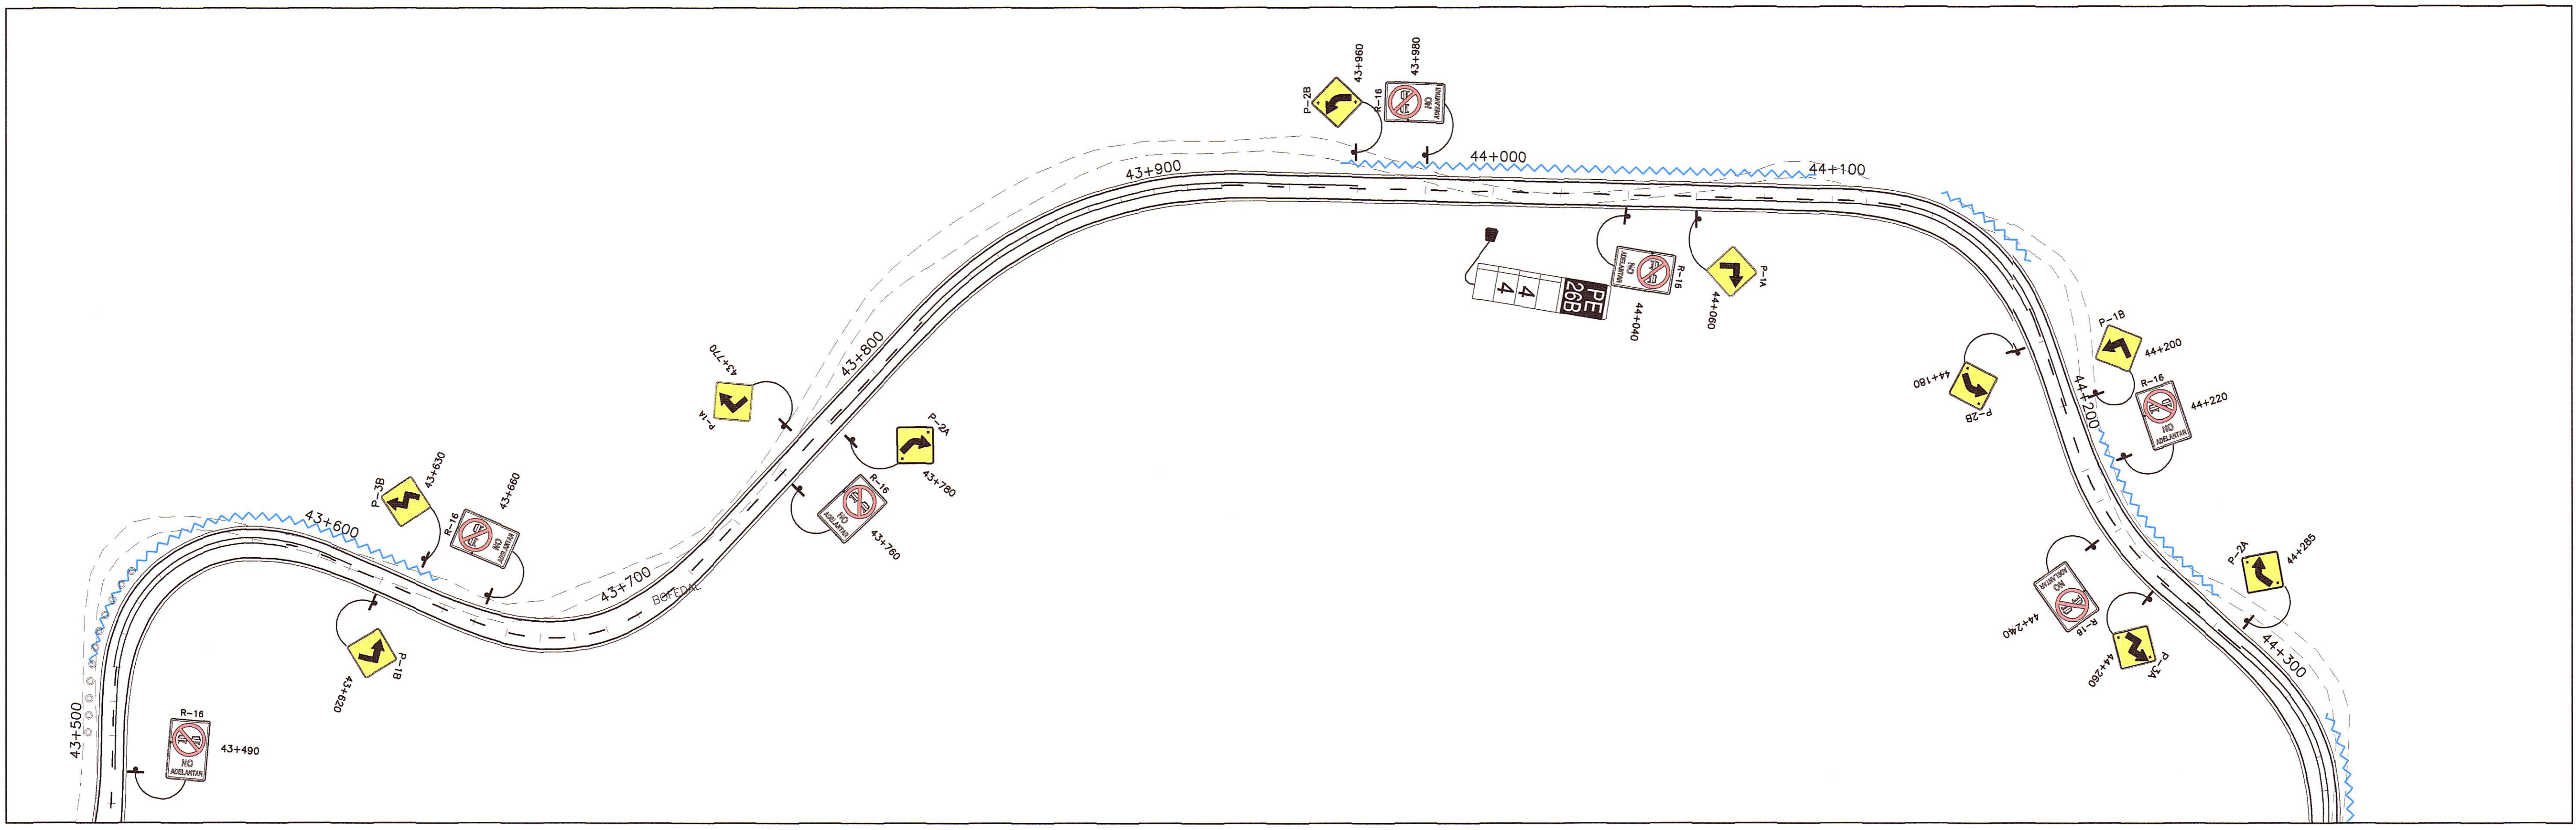 43+500
R-16
NO
ADELANTAR
43+490
43+600
P-3B
43+630
R-16
NO
ADELANTAR
43+660
P-1B
43+620
43+700
BOFEDAL
43+770
P-1A
43+800
P-2A
43+780
R-16
NO
ADELANTAR
43+760
43+900
P-2B
43+960
R-16
NO
ADELANTAR
43+980
44+000
44+100
PE
26B
4
4
R-16
NO
ADELANTAR
44+040
P-1A
44+060
P-2B
44+180
P-1B
44+200
44+200
R-16
NO
ADELANTAR
44+220
R-16
NO
ADELANTAR
44+240
P-3A
44+260
P-2A
44+285
44+300